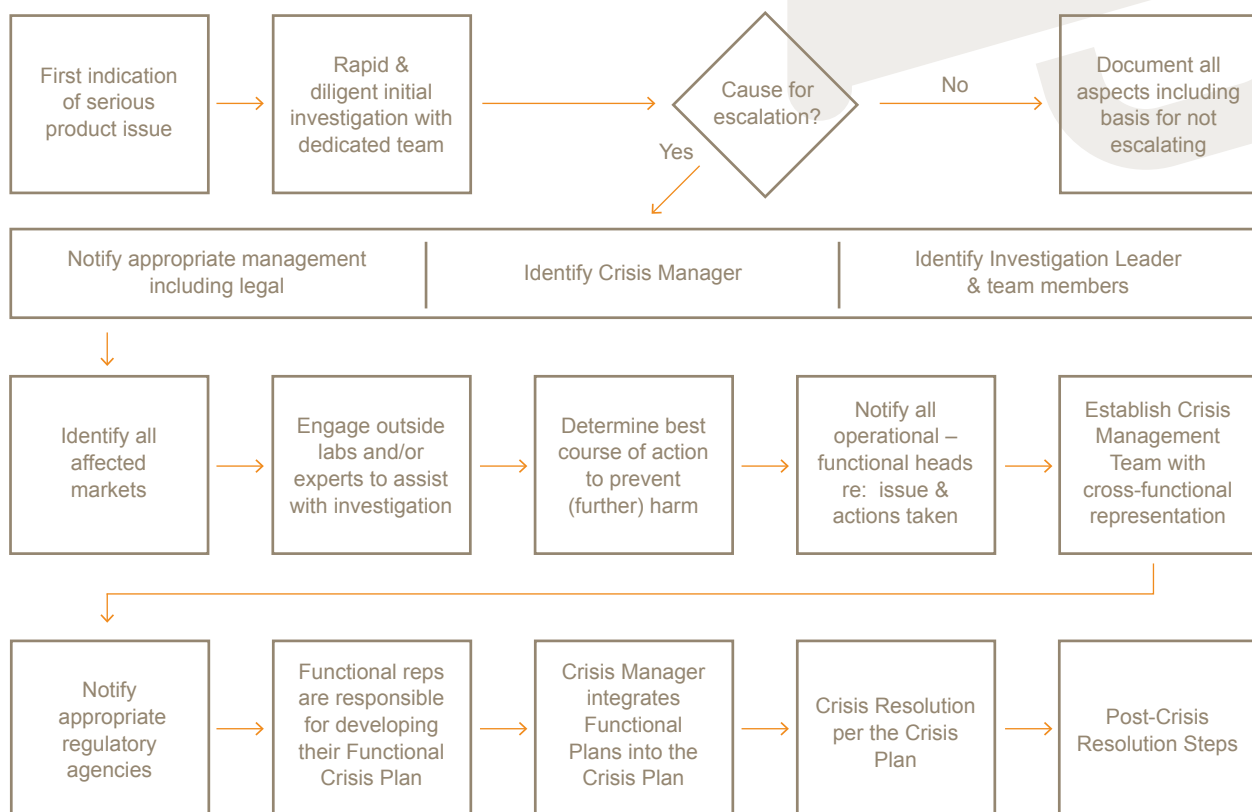 First indication
of serious
product issue
Rapid &
diligent initial
investigation with
dedicated team
Cause for
escalation?
No
Yes
Document all
aspects including
basis for not
escalating
Notify appropriate management
including legal
Identify Crisis Manager
Identify Investigation Leader
& team members
Identify all
affected
markets
Engage outside
labs and/or
experts to assist
with investigation
Determine best
course of action
to prevent
(further) harm
Notify all
operational –
functional heads
re:  issue &
actions taken
Establish Crisis
Management
Team with
cross-functional
representation
Notify
appropriate
regulatory
agencies
Functional reps
are responsible
for developing
their Functional
Crisis Plan
Crisis Manager
integrates
Functional
Plans into the
Crisis Plan
Crisis Resolution
per the Crisis
Plan
Post-Crisis
Resolution Steps